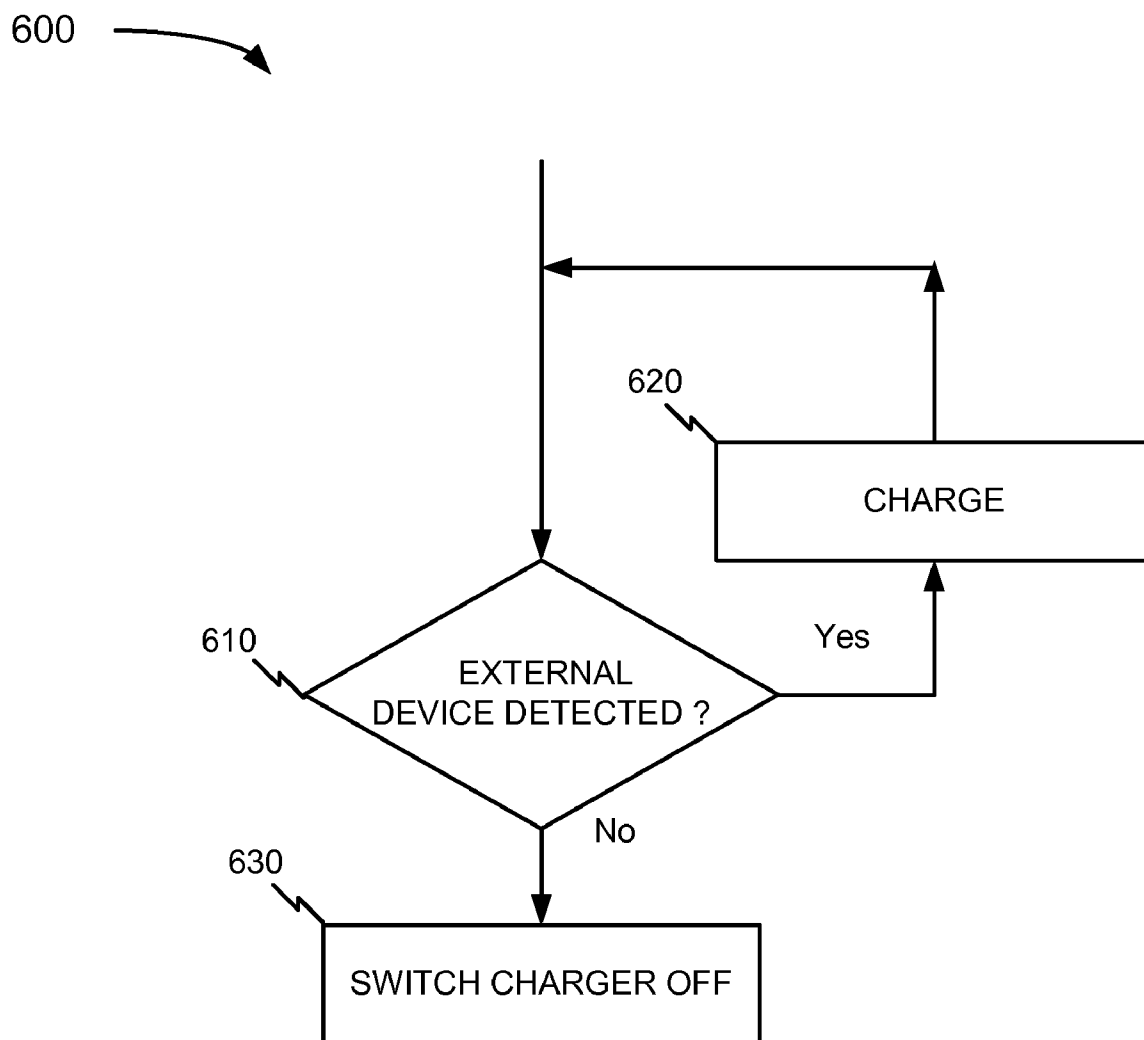 600
620
CHARGE
Yes
610
EXTERNAL
DEVICE DETECTED ?
No
630
SWITCH CHARGER OFF